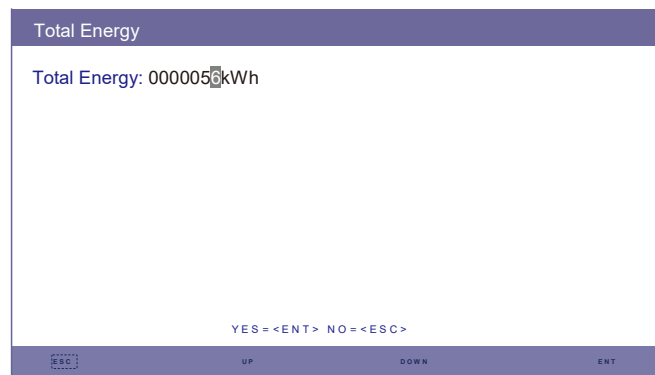 Total Energy
Total Energy: 0000056kWh
YES=<ENT> NO=<ESC>
ESC UP DOWN ENT